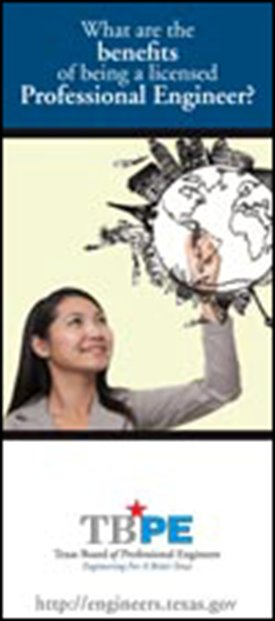 What are the
benefits
of being a licensed
Professional Engineer?
TBPE
Texas Board of Professional Engineers
Engineering For A Better Texas
http://engineers.texas.gov